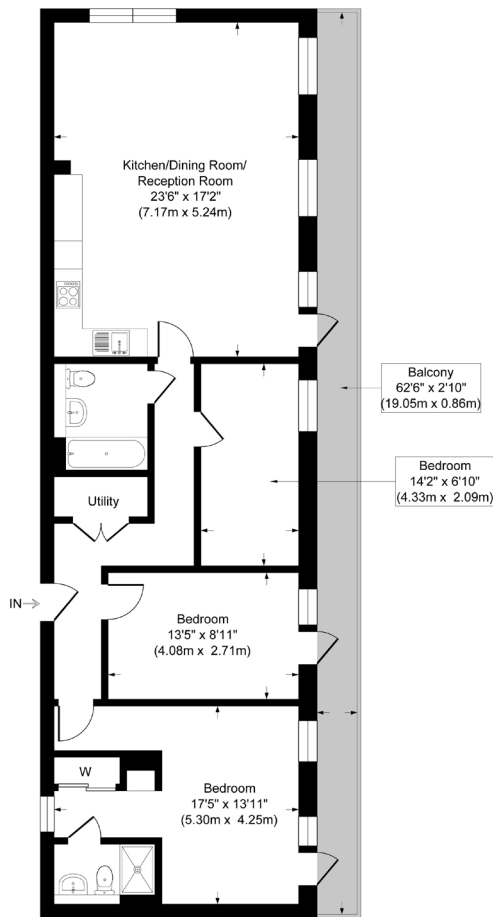 Kitchen/Dining Room/
Reception Room
23'6" x 17'2"
(7.17m x 5.24m)
Balcony
62'6" x 2'10"
(19.05m x 0.86m)
Bedroom
14'2" x 6'10"
(4.33m x 2.09m)
Utility
IN
Bedroom
13'5" x 8'11"
(4.08m x 2.71m)
W
Bedroom
17'5" x 13'11"
(5.30m x 4.25m)